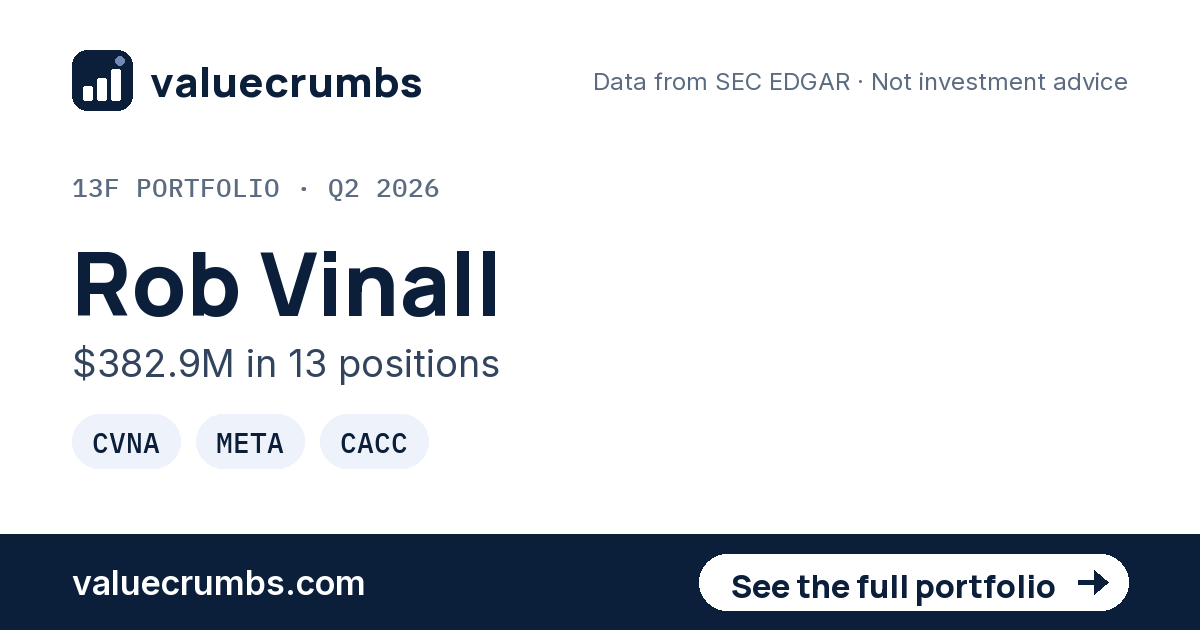 valuecrumbs
Data from SEC EDGAR · Not investment advice
13F PORTFOLIO · Q2 2026
Rob Vinall
$382.9M in 13 positions
CVNA META CACC
valuecrumbs.com
See the full portfolio →